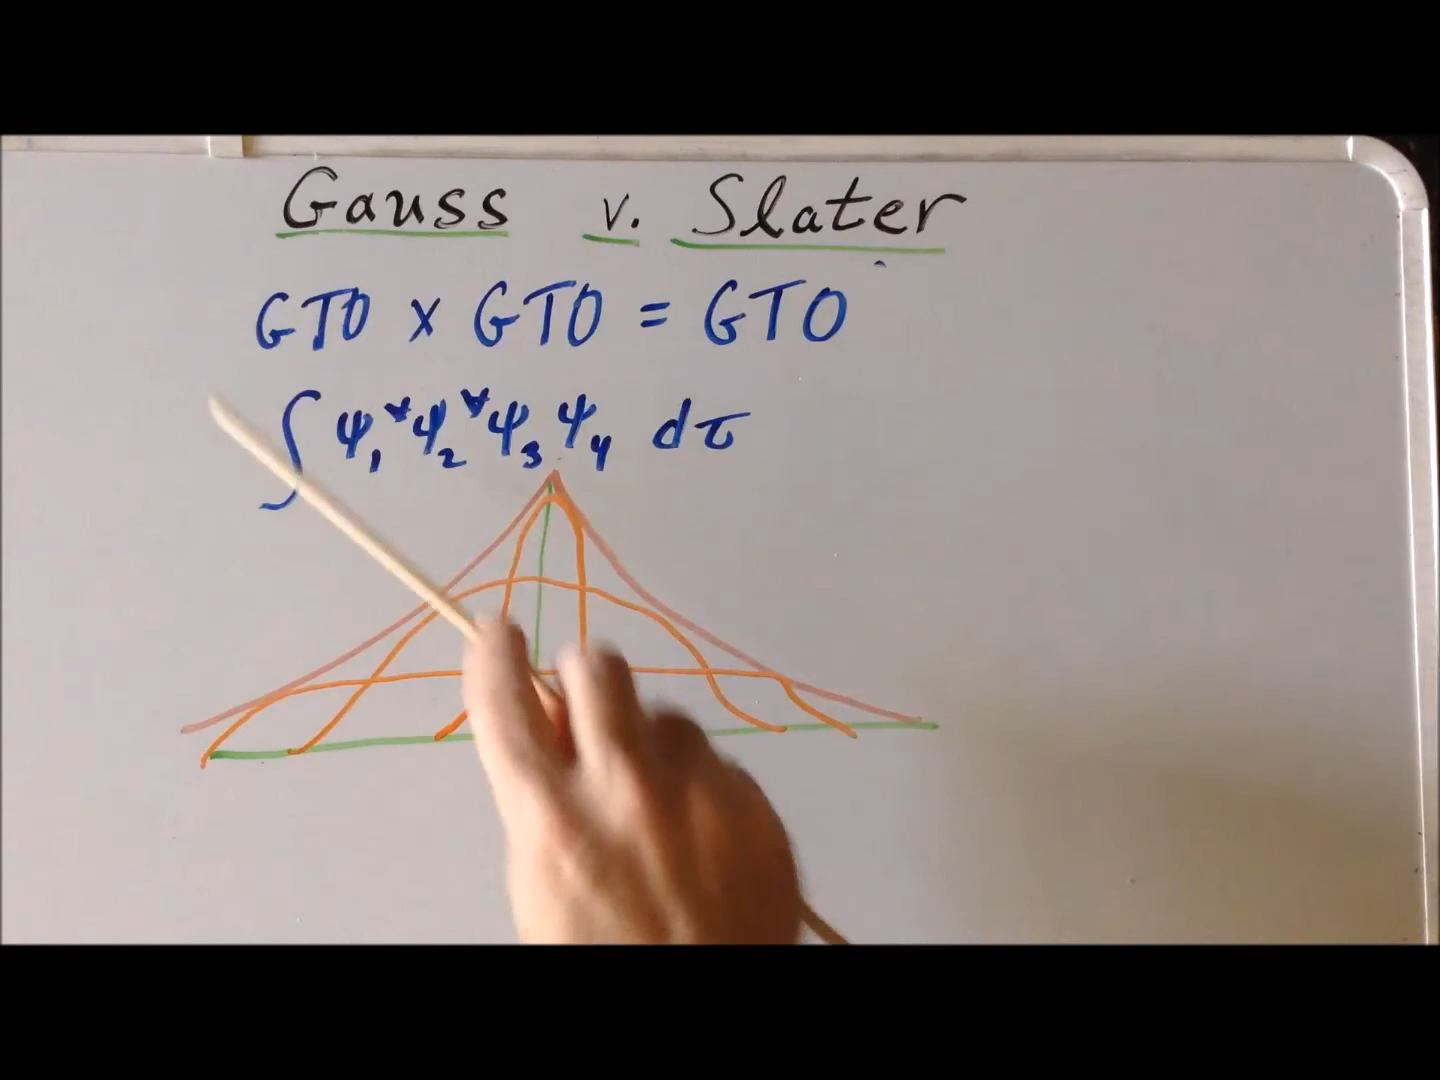 Gauss v. Slater
GTO x GTO = GTO
∫ ψ₁*ψ₂*ψ₃ψ₄ dτ